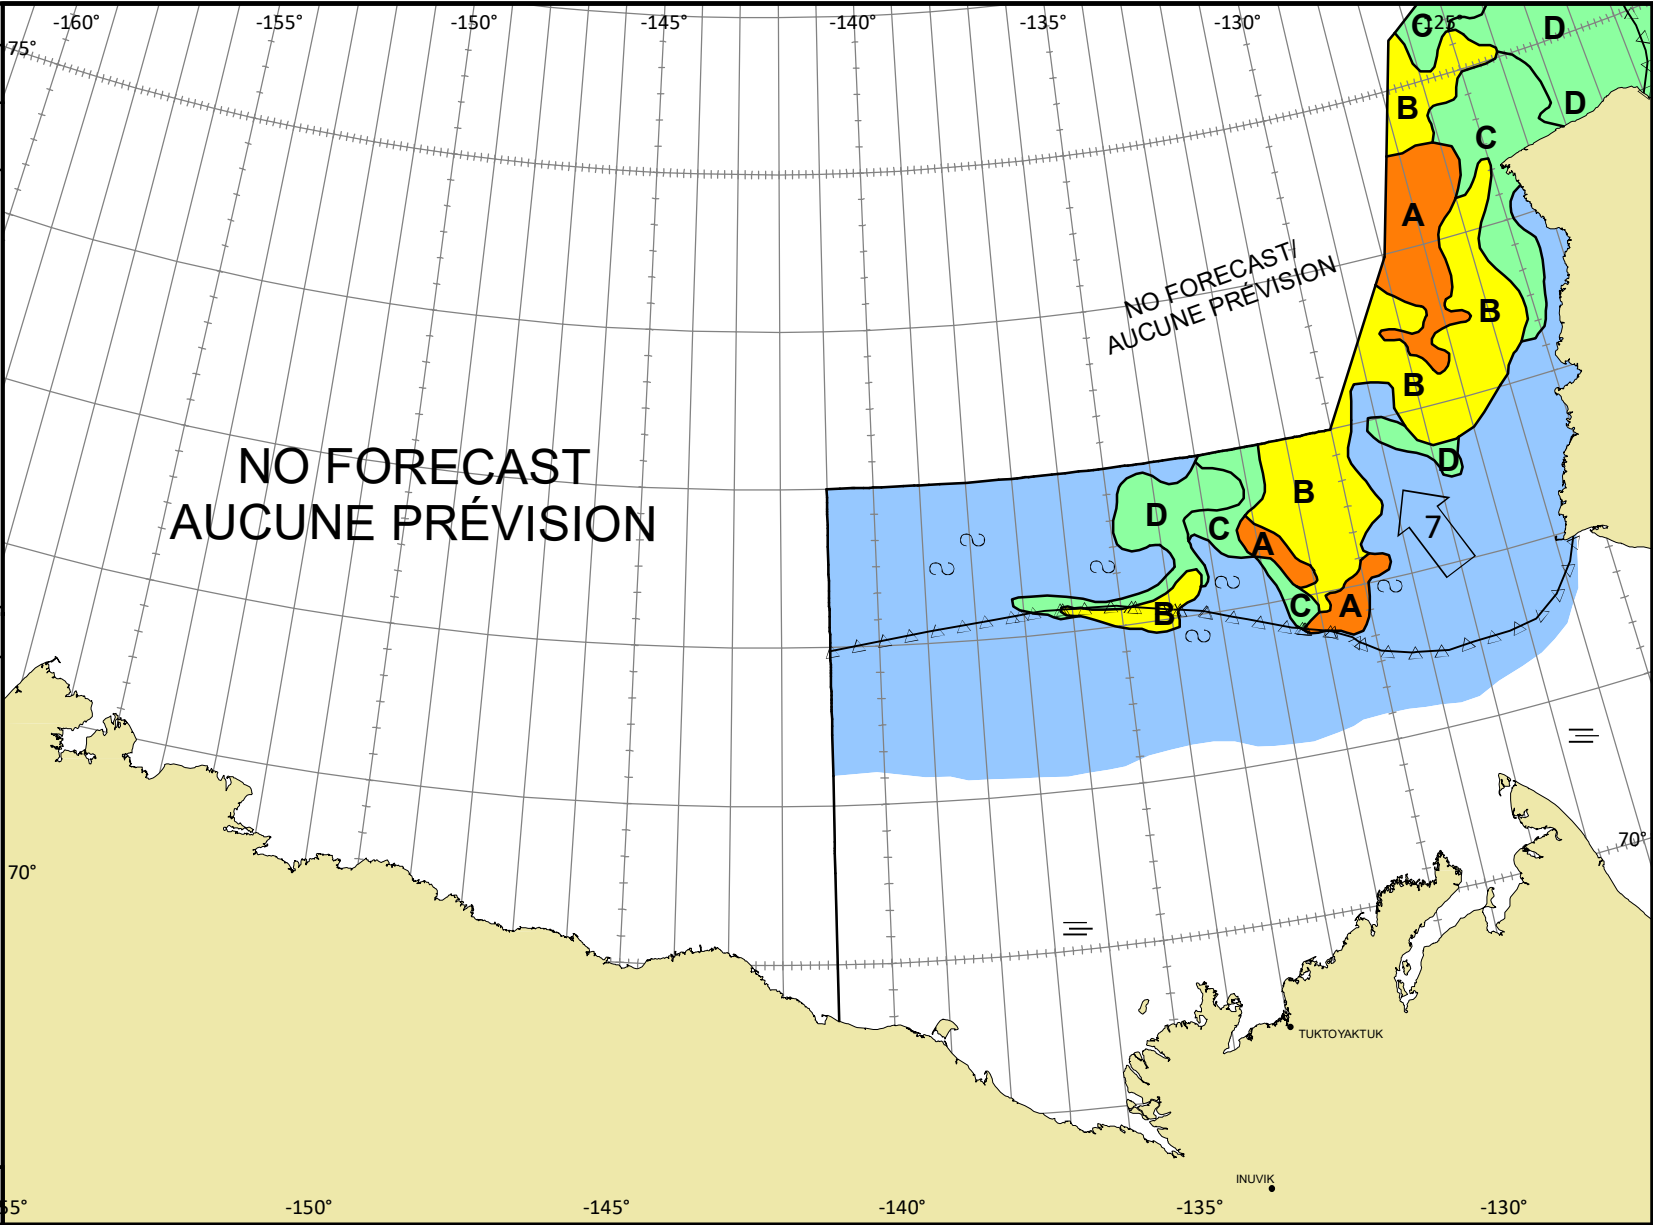 -160° -155° -150° -145° -140° -135° -130° -125
75°
C D
B D
C
A
NO FORECAST/
AUCUNE PRÉVISION
B
B
NO FORECAST
AUCUNE PRÉVISION
D
B
D C 7
A
B C A
70° 70°
TUKTOYAKTUK
INUVIK
55° -150° -145° -140° -135° -130°